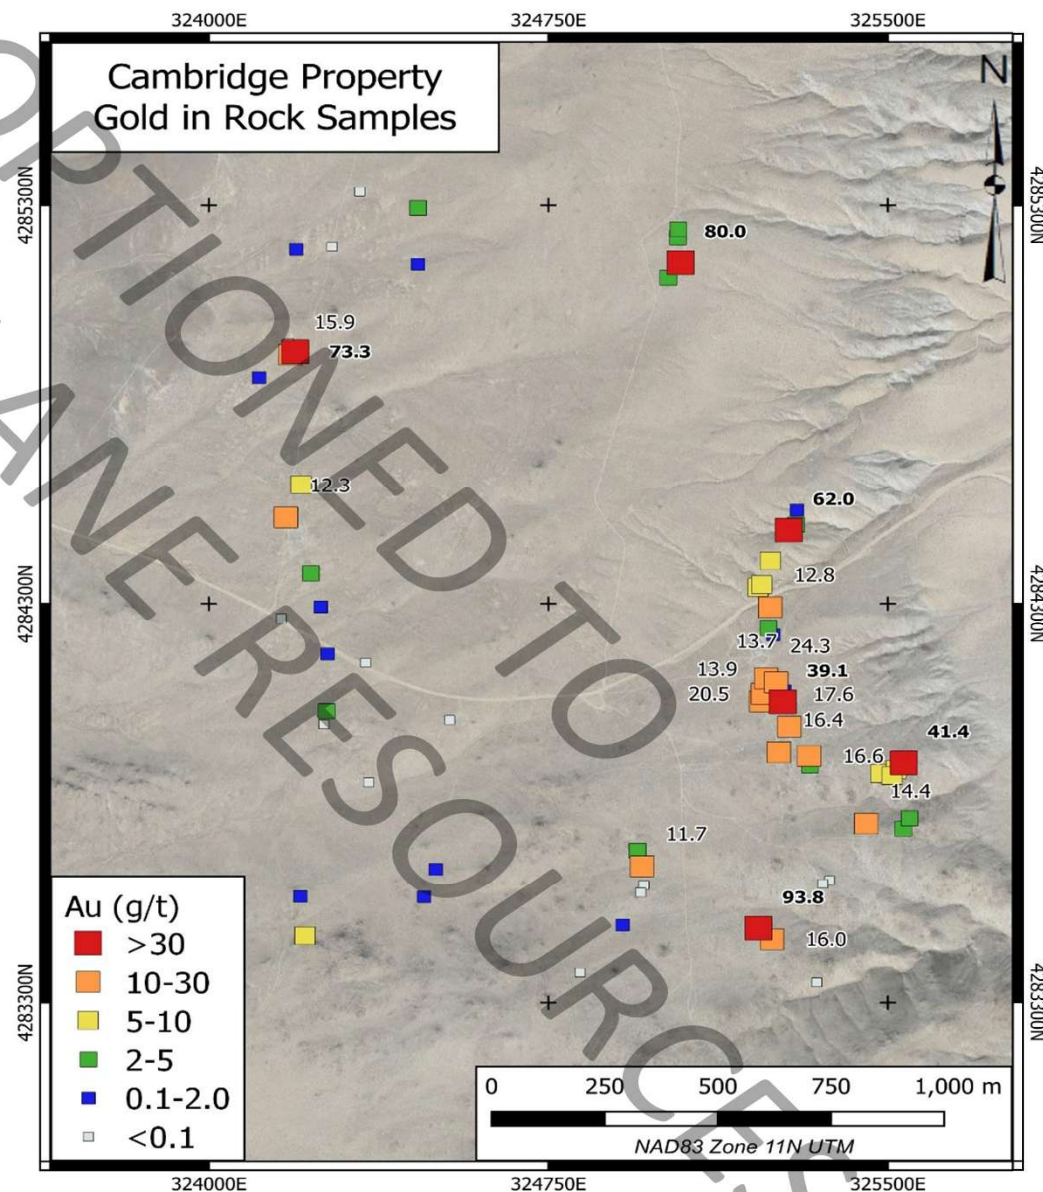 324000E 324750E 325500E
Cambridge Property
Gold in Rock Samples
N
4285300N 4285300N
80.0
15.9
73.3
12.3
62.0
12.8
4284300N 4284300N
13.7 24.3
13.9 39.1
20.5 17.6
16.4
41.4
16.6
14.4
11.7
93.8
16.0
4283300N 4283300N
Au (g/t)
>30
10-30
5-10
2-5
0.1-2.0
<0.1
0 250 500 750 1,000 m
NAD83 Zone 11N UTM
324000E 324750E 325500E
OPTIONED TO
ANE RESOURCES